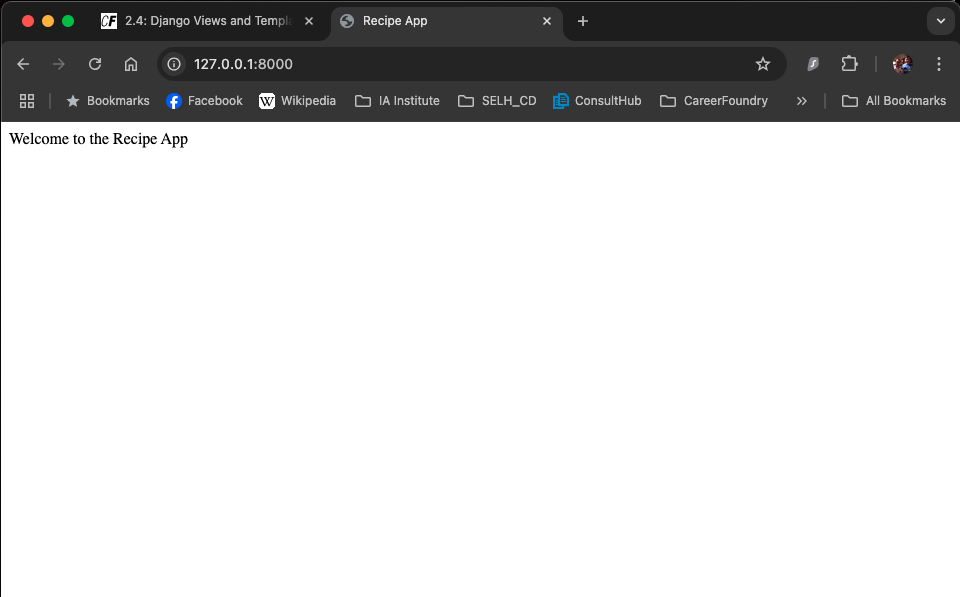 CF 2.4: Django Views and Templa
Recipe App
127.0.0.1:8000
Bookmarks Facebook W Wikipedia IA Institute SELH_CD ConsultHub CareerFoundry » All Bookmarks
Welcome to the Recipe App